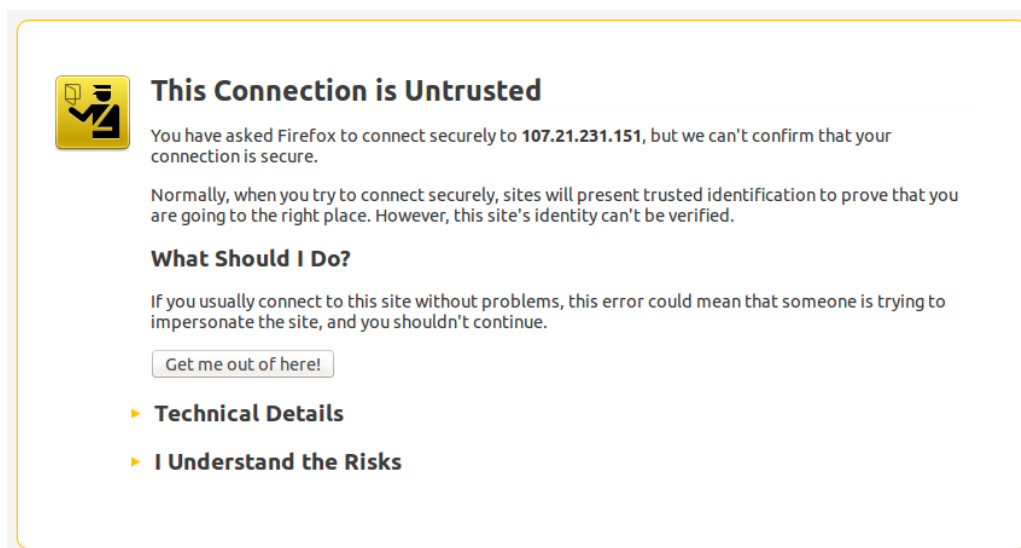 This Connection is Untrusted
You have asked Firefox to connect securely to 107.21.231.151, but we can't confirm that your
connection is secure.
Normally, when you try to connect securely, sites will present trusted identification to prove that you
are going to the right place. However, this site's identity can't be verified.
What Should I Do?
If you usually connect to this site without problems, this error could mean that someone is trying to
impersonate the site, and you shouldn't continue.
Get me out of here!
Technical Details
I Understand the Risks